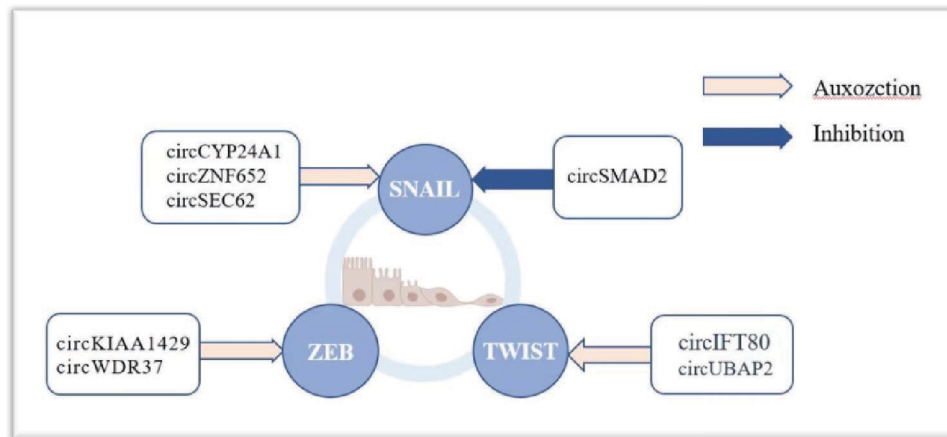 Auxozction
Inhibition
circCYP24A1
circZNF652
circSEC62
SNAIL
circSMAD2
circKIAA1429
circWDR37
ZEB
TWIST
circIFT80
circUBAP2